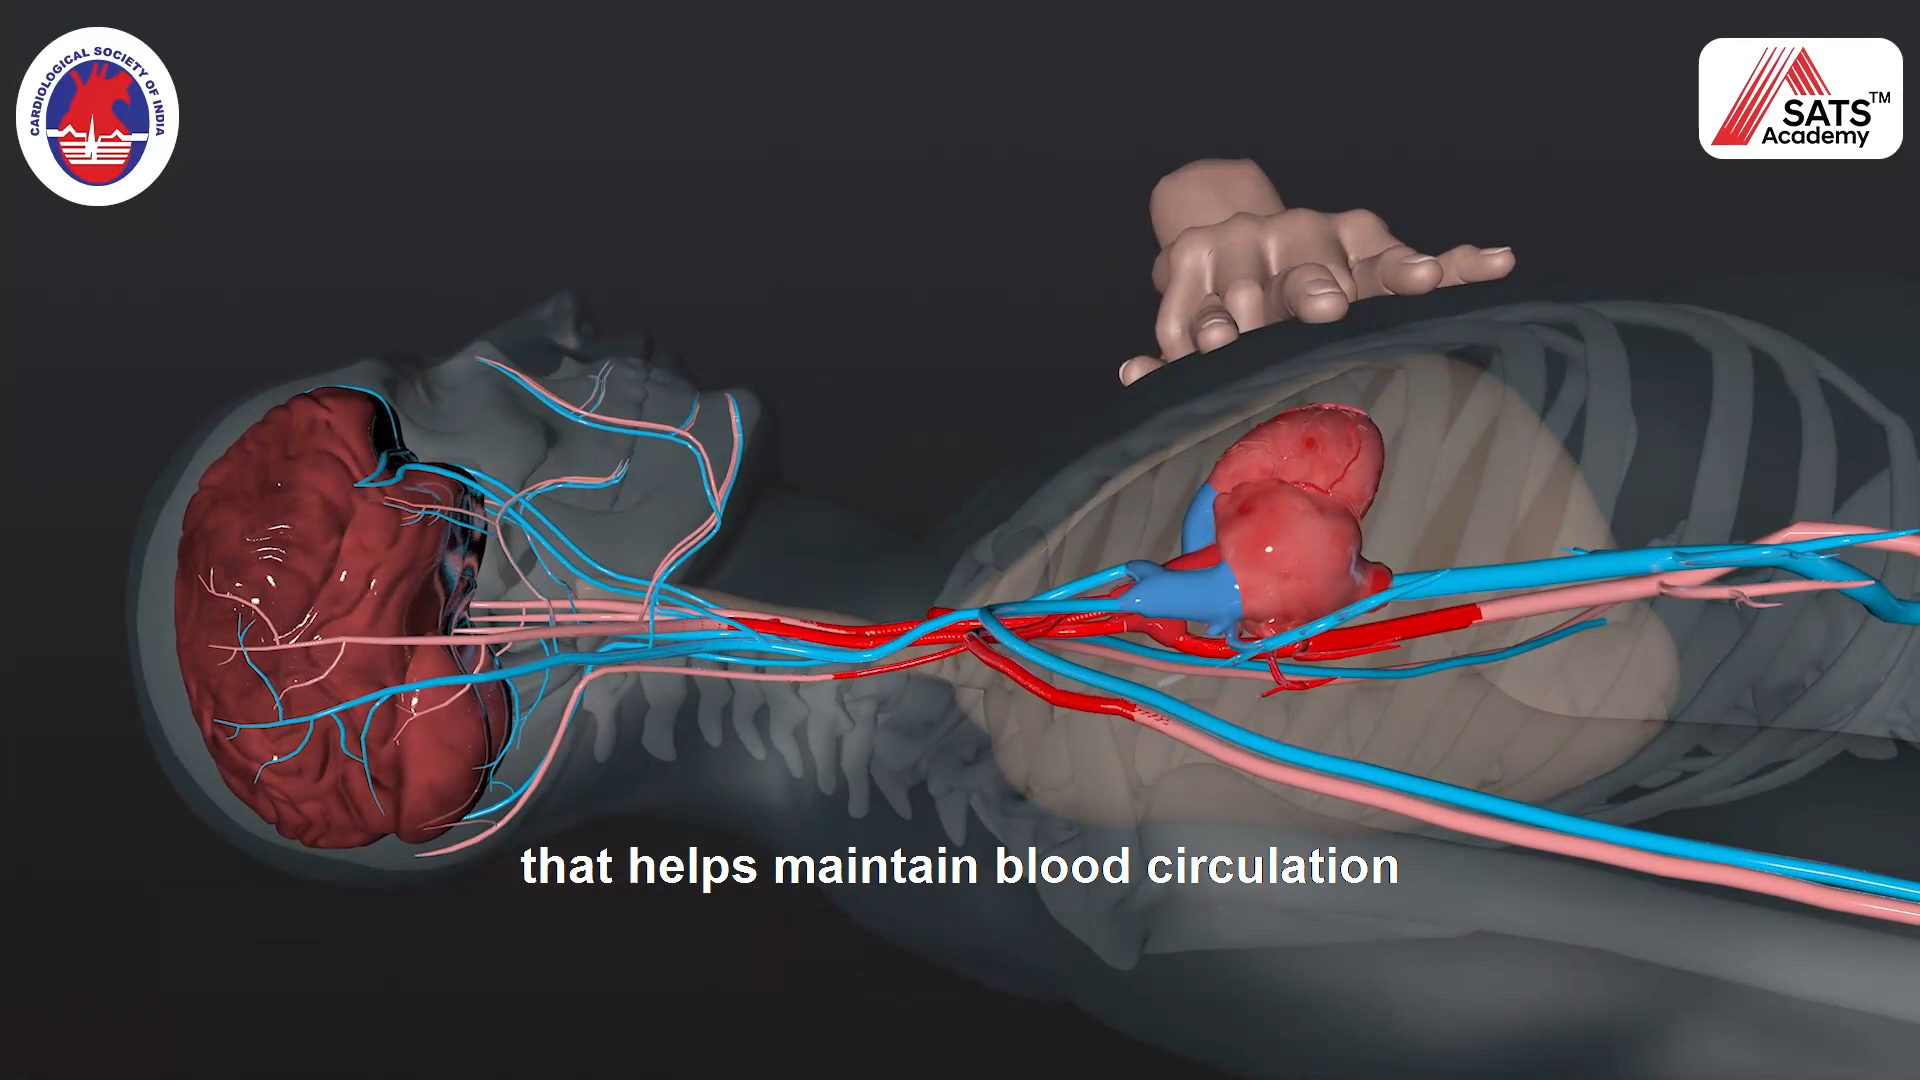 CARDIOLOGICAL SOCIETY OF INDIA
SATS™
Academy
that helps maintain blood circulation